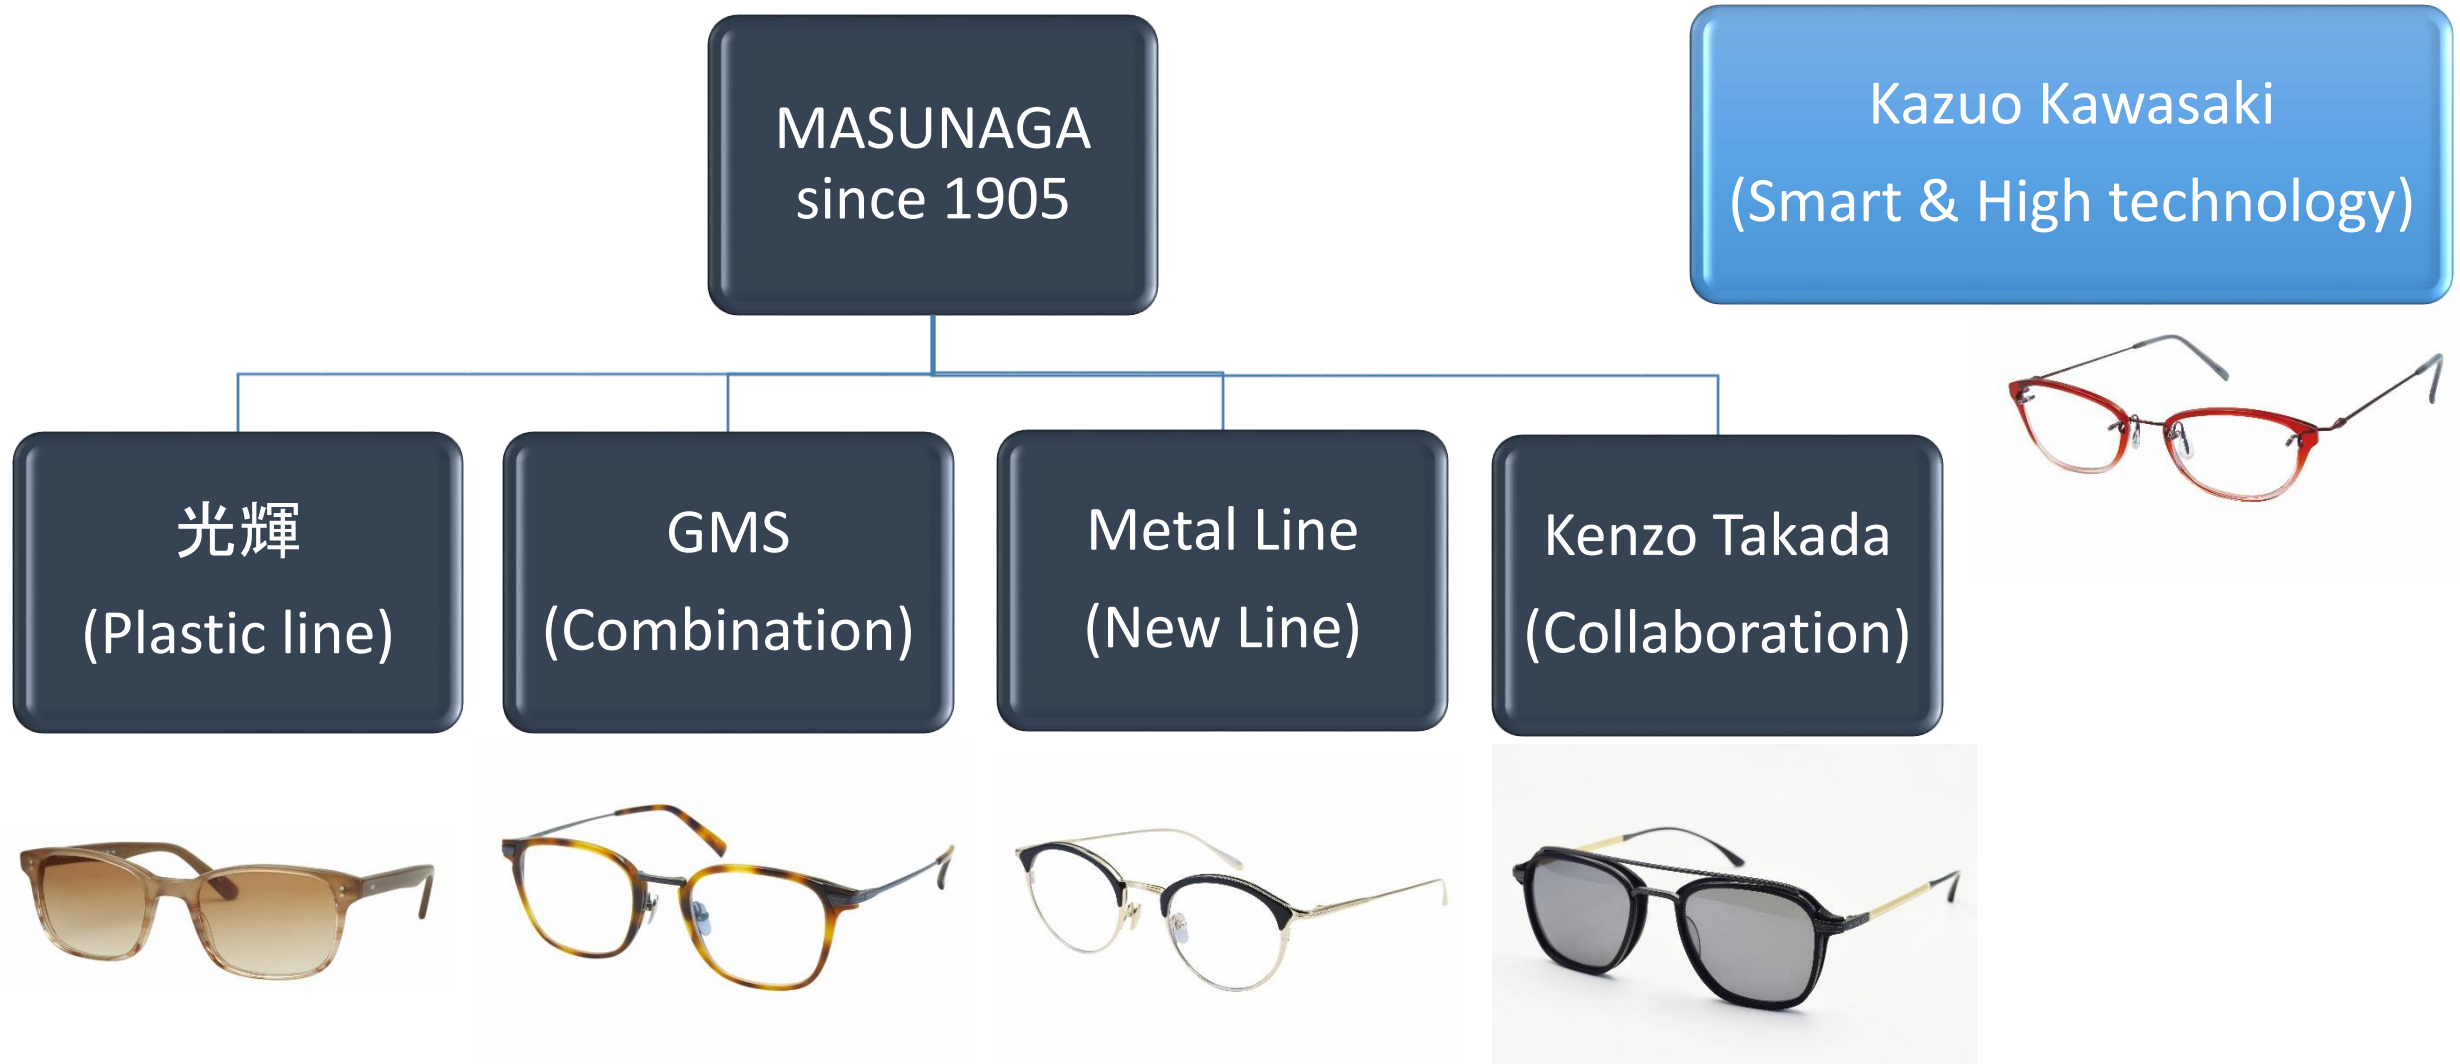 MASUNAGA
since 1905
Kazuo Kawasaki
(Smart & High technology)
光輝
(Plastic line)
GMS
(Combination)
Metal Line
(New Line)
Kenzo Takada
(Collaboration)